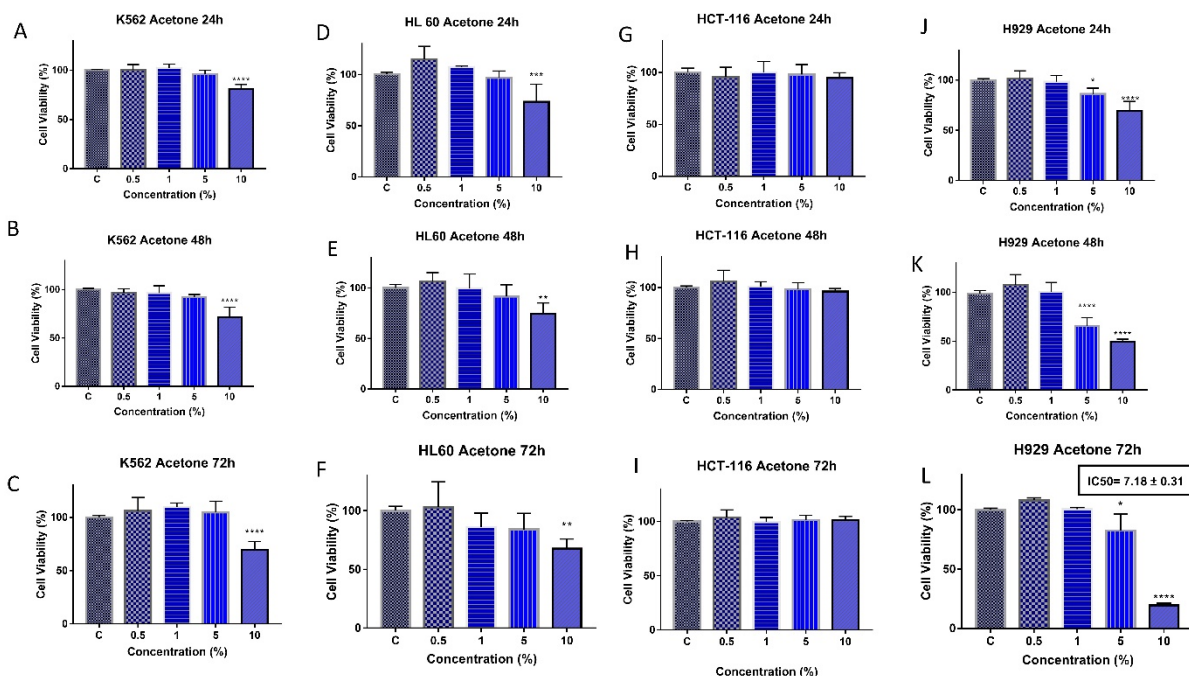 A
K562 Acetone 24h
Cell Viability (%)
100
50
0
****
C 0.5 1 5 10
Concentration (%)
B
K562 Acetone 48h
Cell Viability (%)
100
50
0
****
C 0.5 1 5 10
Concentration (%)
C
K562 Acetone 72h
Cell Viability (%)
100
50
0
****
C 0.5 1 5 10
Concentration (%)
D
HL 60 Acetone 24h
Cell Viability (%)
100
50
0
***
C 0.5 1 5 10
Concentration (%)
E
HL60 Acetone 48h
Cell Viability (%)
100
50
0
**
C 0.5 1 5 10
Concentration (%)
F
HL60 Acetone 72h
Cell Viability (%)
100
50
0
**
C 0.5 1 5 10
Concentration (%)
G
HCT-116 Acetone 24h
Cell Viability (%)
100
50
0
C 0.5 1 5 10
Concentration (%)
H
HCT-116 Acetone 48h
Cell Viability (%)
100
50
0
C 0.5 1 5 10
Concentration (%)
I
HCT-116 Acetone 72h
Cell Viability (%)
100
50
0
C 0.5 1 5 10
Concentration (%)
J
H929 Acetone 24h
Cell Viability (%)
100
50
0
*
****
C 0.5 1 5 10
Concentration (%)
K
H929 Acetone 48h
Cell Viability (%)
100
50
0
****
****
C 0.5 1 5 10
Concentration (%)
L
H929 Acetone 72h
IC50= 7.18 ± 0.31
Cell Viability (%)
100
50
0
*
****
C 0.5 1 5 10
Concentration (%)